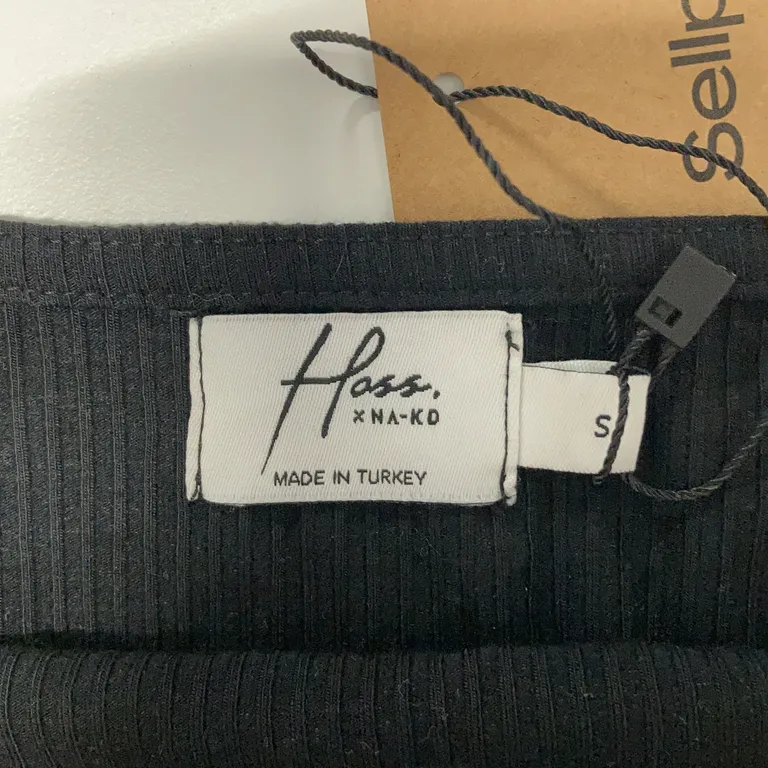 Sellp
Hoss.
x NA-KD
MADE IN TURKEY
S